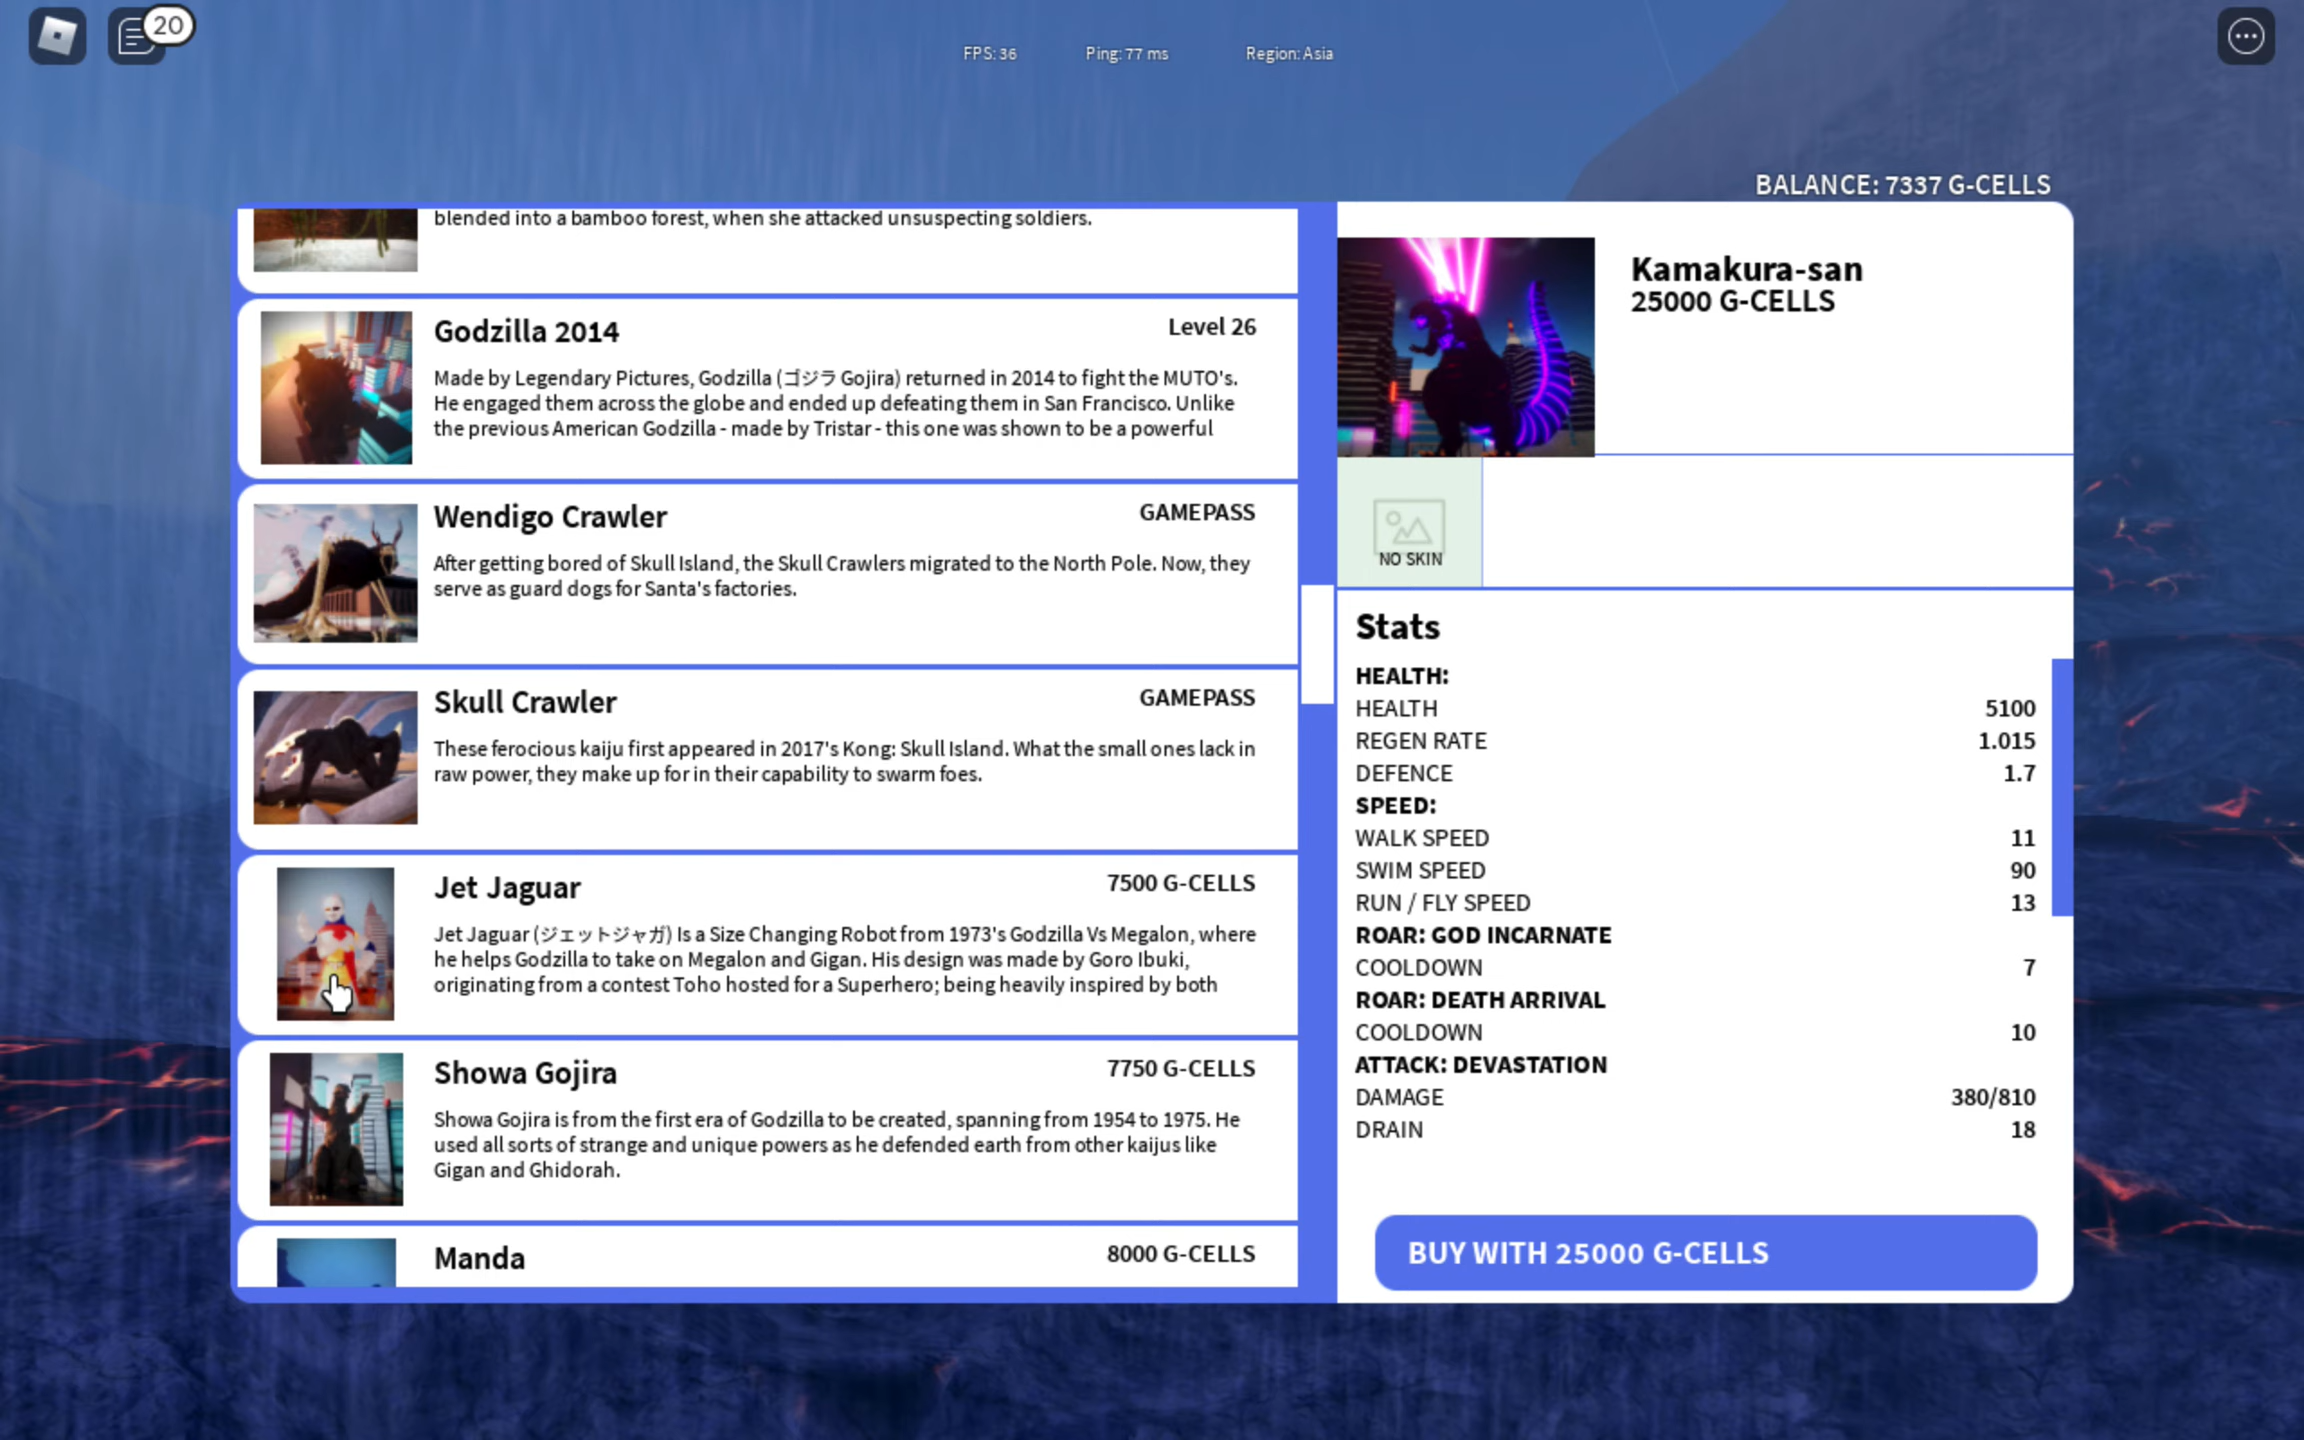 20
FPS: 36 Ping: 77 ms Region: Asia
BALANCE: 7337 G-CELLS
blended into a bamboo forest, when she attacked unsuspecting soldiers.
Godzilla 2014
Level 26
Made by Legendary Pictures, Godzilla (ゴジラ Gojira) returned in 2014 to fight the MUTO's.
He engaged them across the globe and ended up defeating them in San Francisco. Unlike
the previous American Godzilla - made by Tristar - this one was shown to be a powerful
Wendigo Crawler
GAMEPASS
After getting bored of Skull Island, the Skull Crawlers migrated to the North Pole. Now, they
serve as guard dogs for Santa's factories.
Skull Crawler
GAMEPASS
These ferocious kaiju first appeared in 2017's Kong: Skull Island. What the small ones lack in
raw power, they make up for in their capability to swarm foes.
Jet Jaguar
7500 G-CELLS
Jet Jaguar (ジェットジャガ) Is a Size Changing Robot from 1973's Godzilla Vs Megalon, where
he helps Godzilla to take on Megalon and Gigan. His design was made by Goro Ibuki,
originating from a contest Toho hosted for a Superhero; being heavily inspired by both
Showa Gojira
7750 G-CELLS
Showa Gojira is from the first era of Godzilla to be created, spanning from 1954 to 1975. He
used all sorts of strange and unique powers as he defended earth from other kaijus like
Gigan and Ghidorah.
Manda
8000 G-CELLS
Kamakura-san
25000 G-CELLS
NO SKIN
Stats
HEALTH:
HEALTH 5100
REGEN RATE 1.015
DEFENCE 1.7
SPEED:
WALK SPEED 11
SWIM SPEED 90
RUN / FLY SPEED 13
ROAR: GOD INCARNATE
COOLDOWN 7
ROAR: DEATH ARRIVAL
COOLDOWN 10
ATTACK: DEVASTATION
DAMAGE 380/810
DRAIN 18
BUY WITH 25000 G-CELLS